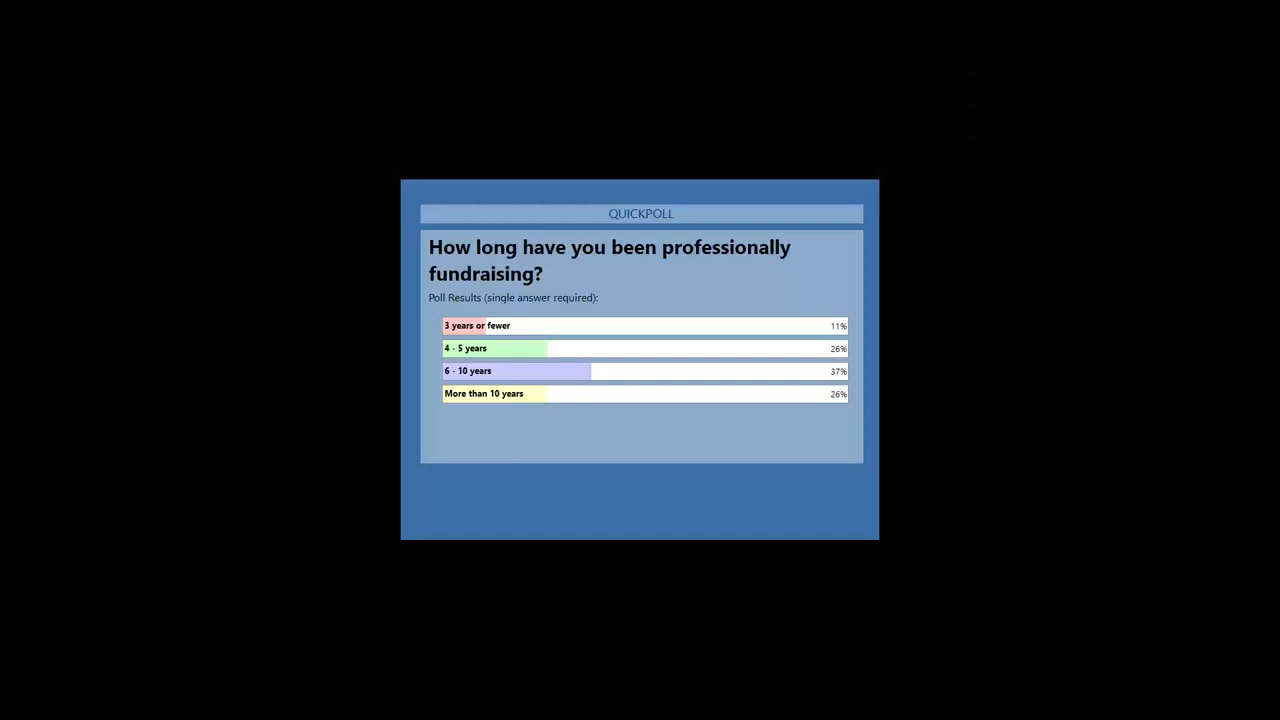 QUICKPOLL
How long have you been professionally
fundraising?
Poll Results (single answer required):
3 years or fewer 11%
4 - 5 years 26%
6 - 10 years 37%
More than 10 years 26%